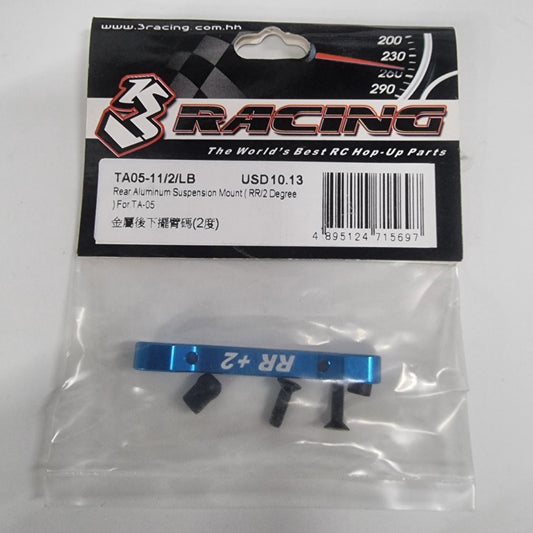 www.3racing.com.hk
200
230
260
290
3RACING
The World's Best RC Hop-Up Parts
TA05-11/2/LB USD10.13
Rear Aluminum Suspension Mount ( RR/2 Degree
) For TA-05
金屬後下擺臂碼(2度)
4 895124 715697
RR +2